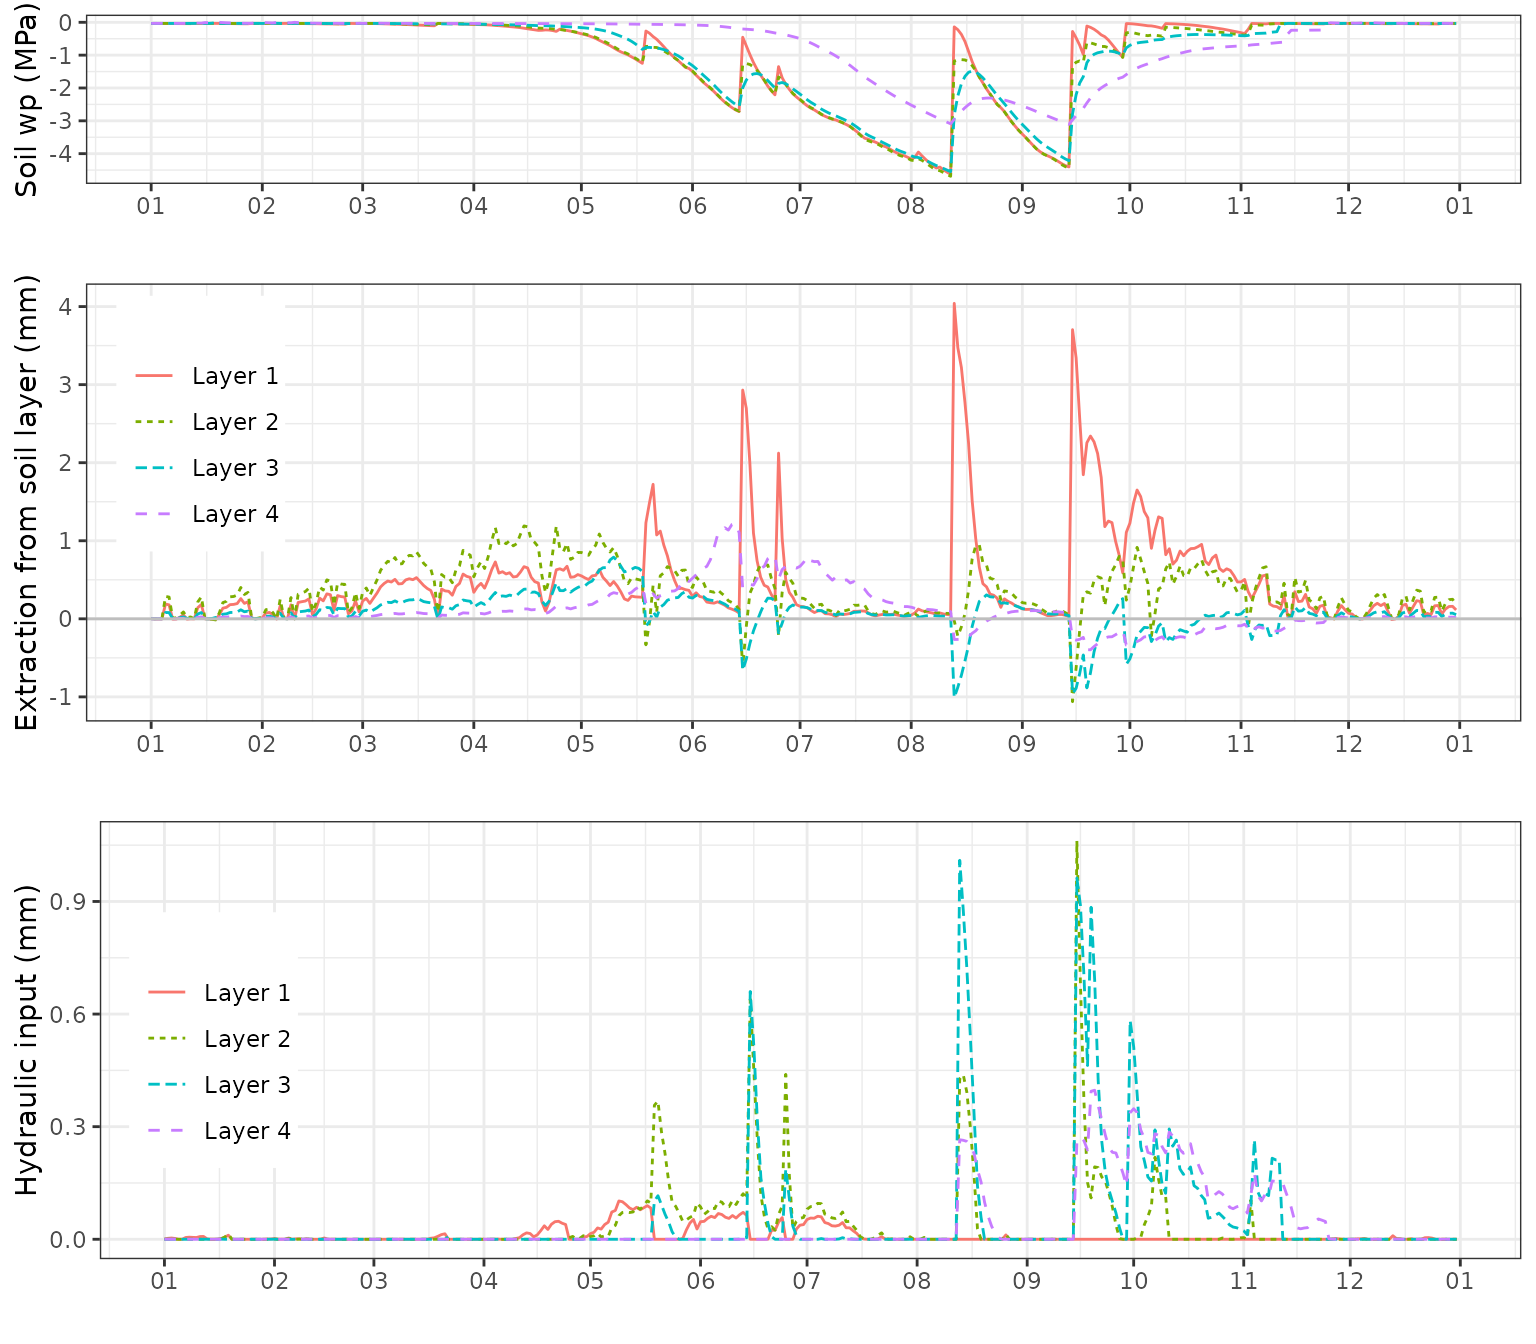 Soil wp (MPa)
0
-1
-2
-3
-4
01 02 03 04 05 06 07 08 09 10 11 12 01
Extraction from soil layer (mm)
4
3
2
1
0
-1
Layer 1
Layer 2
Layer 3
Layer 4
01 02 03 04 05 06 07 08 09 10 11 12 01
Hydraulic input (mm)
0.9
0.6
0.3
0.0
Layer 1
Layer 2
Layer 3
Layer 4
01 02 03 04 05 06 07 08 09 10 11 12 01